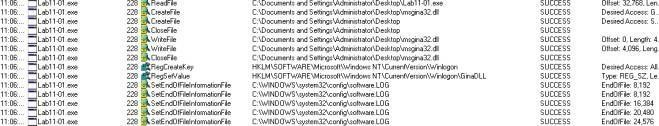 11:06:... Lab11-01.exe 228 ReadFile C:\Documents and Settings\Administrator\Desktop\Lab11-01.exe SUCCESS Offset: 32,768, Len.
11:06:... Lab11-01.exe 228 CreateFile C:\Documents and Settings\Administrator\Desktop\msgina32.dll SUCCESS Desired Access: G...
11:06:... Lab11-01.exe 228 CreateFile C:\Documents and Settings\Administrator\Desktop SUCCESS Desired Access: S...
11:06:... Lab11-01.exe 228 CloseFile C:\Documents and Settings\Administrator\Desktop SUCCESS
11:06:... Lab11-01.exe 228 WriteFile C:\Documents and Settings\Administrator\Desktop\msgina32.dll SUCCESS Offset: 0, Length: 4.
11:06:... Lab11-01.exe 228 WriteFile C:\Documents and Settings\Administrator\Desktop\msgina32.dll SUCCESS Offset: 4,096, Leng.
11:06:... Lab11-01.exe 228 CloseFile C:\Documents and Settings\Administrator\Desktop\msgina32.dll SUCCESS
11:06:... Lab11-01.exe 228 RegCreateKey HKLM\SOFTWARE\Microsoft\Windows NT\CurrentVersion\Winlogon SUCCESS Desired Access: All.
11:06:... Lab11-01.exe 228 RegSetValue HKLM\SOFTWARE\Microsoft\Windows NT\CurrentVersion\Winlogon\GinaDLL SUCCESS Type: REG_SZ, Le.
11:06:... Lab11-01.exe 228 SetEndOfFileInformationFile C:\WINDOWS\system32\config\software.LOG SUCCESS EndOfFile: 8,192
11:06:... Lab11-01.exe 228 SetEndOfFileInformationFile C:\WINDOWS\system32\config\software.LOG SUCCESS EndOfFile: 8,192
11:06:... Lab11-01.exe 228 SetEndOfFileInformationFile C:\WINDOWS\system32\config\software.LOG SUCCESS EndOfFile: 16,384
11:06:... Lab11-01.exe 228 SetEndOfFileInformationFile C:\WINDOWS\system32\config\software.LOG SUCCESS EndOfFile: 20,480
11:06:... Lab11-01.exe 228 SetEndOfFileInformationFile C:\WINDOWS\system32\config\software.LOG SUCCESS EndOfFile: 24,576